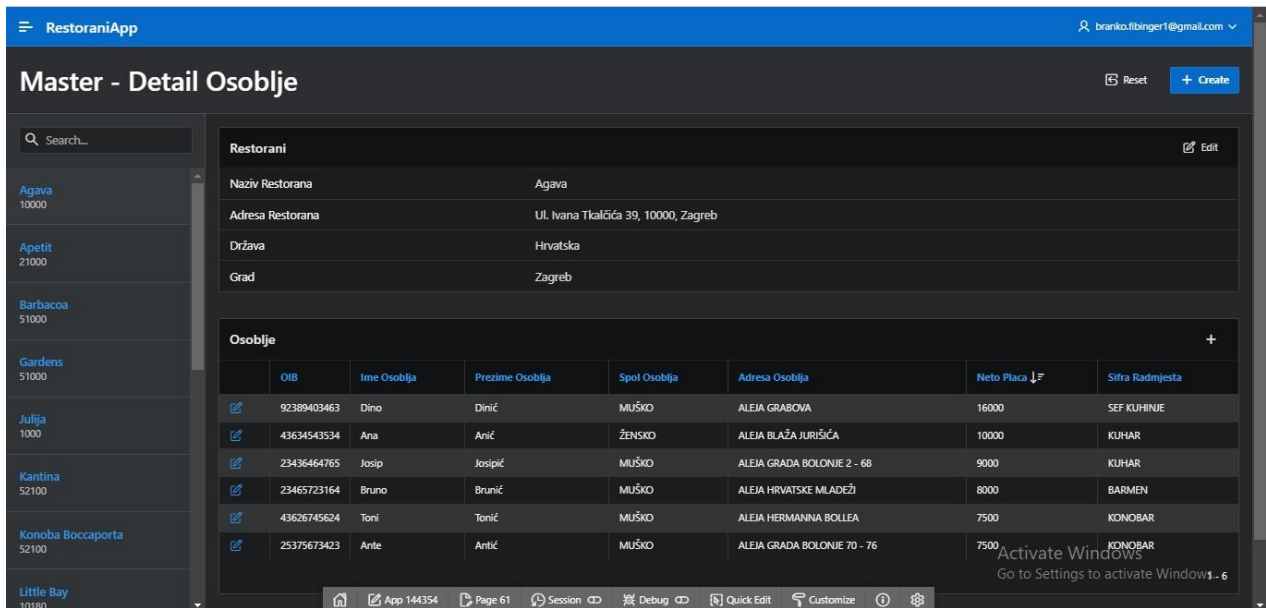 RestoraniApp
branko.fibinger1@gmail.com
Master - Detail Osoblje
Reset
+ Create
Search...
Agava
10000
Apetit
21000
Barbacoa
51000
Gardens
51000
Julija
1000
Kantina
52100
Konoba Boccaporta
52100
Little Bay
10180
Restorani
Edit
Naziv Restorana Agava
Adresa Restorana Ul. Ivana Tkalčića 39, 10000, Zagreb
Država Hrvatska
Grad Zagreb
Osoblje +
OIB Ime Osoblja Prezime Osoblja Spol Osoblja Adresa Osoblja Neto Placa Sifra Radmjesta
92389403463 Dino Dinić MUŠKO ALEJA GRABOVA 16000 SEF KUHINJE
43634543534 Ana Anić ŽENSKO ALEJA BLAŽA JURIŠIĆA 10000 KUHAR
23436464765 Josip Josipić MUŠKO ALEJA GRADA BOLONJE 2 - 68 9000 KUHAR
23465723164 Bruno Brunić MUŠKO ALEJA HRVATSKE MLADEŽI 8000 BARMEN
43626745624 Toni Tonić MUŠKO ALEJA HERMANNA BOLLEA 7500 KONOBAR
25375673423 Ante Antić MUŠKO ALEJA GRADA BOLONJE 70 - 76 7500 KONOBAR
Activate Windows
Go to Settings to activate Windows.
1 - 6
App 144354 Page 61 Session Debug Quick Edit Customize